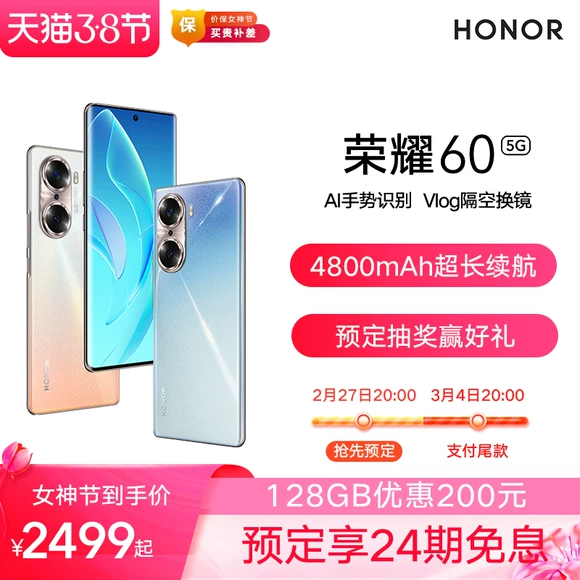 天猫3.8节
保
价保女神节
买贵补差
HONOR
荣耀60 5G
AI手势识别 Vlog隔空换镜
4800mAh超长续航
预定抽奖赢好礼
2月27日20:00 3月4日20:00
抢先预定 支付尾款
HONOR
HONOR
女神节到手价
¥2499起
128GB优惠200元
预定享24期免息